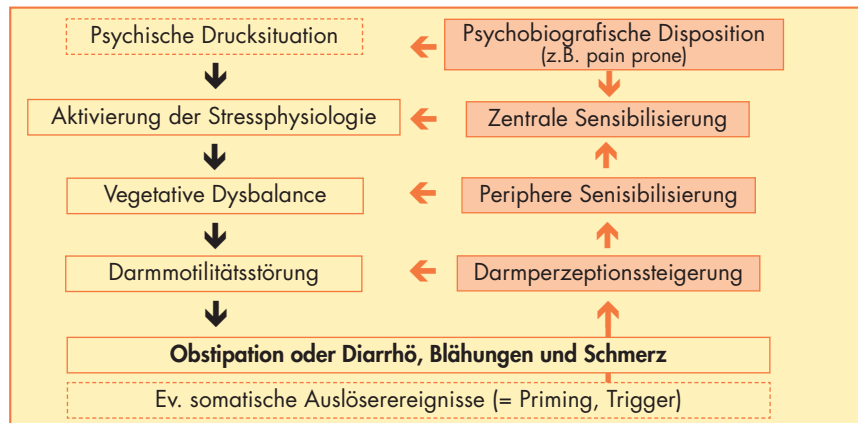 Psychische Drucksituation
Psychobiografische Disposition
(z.B. pain prone)
Aktivierung der Stressphysiologie
Zentrale Sensibilisierung
Vegetative Dysbalance
Periphere Senisibilisierung
Darmmotilitätsstörung
Darmperzeptionssteigerung
Obstipation oder Diarrhö, Blähungen und Schmerz
Ev. somatische Auslöserereignisse (= Priming, Trigger)